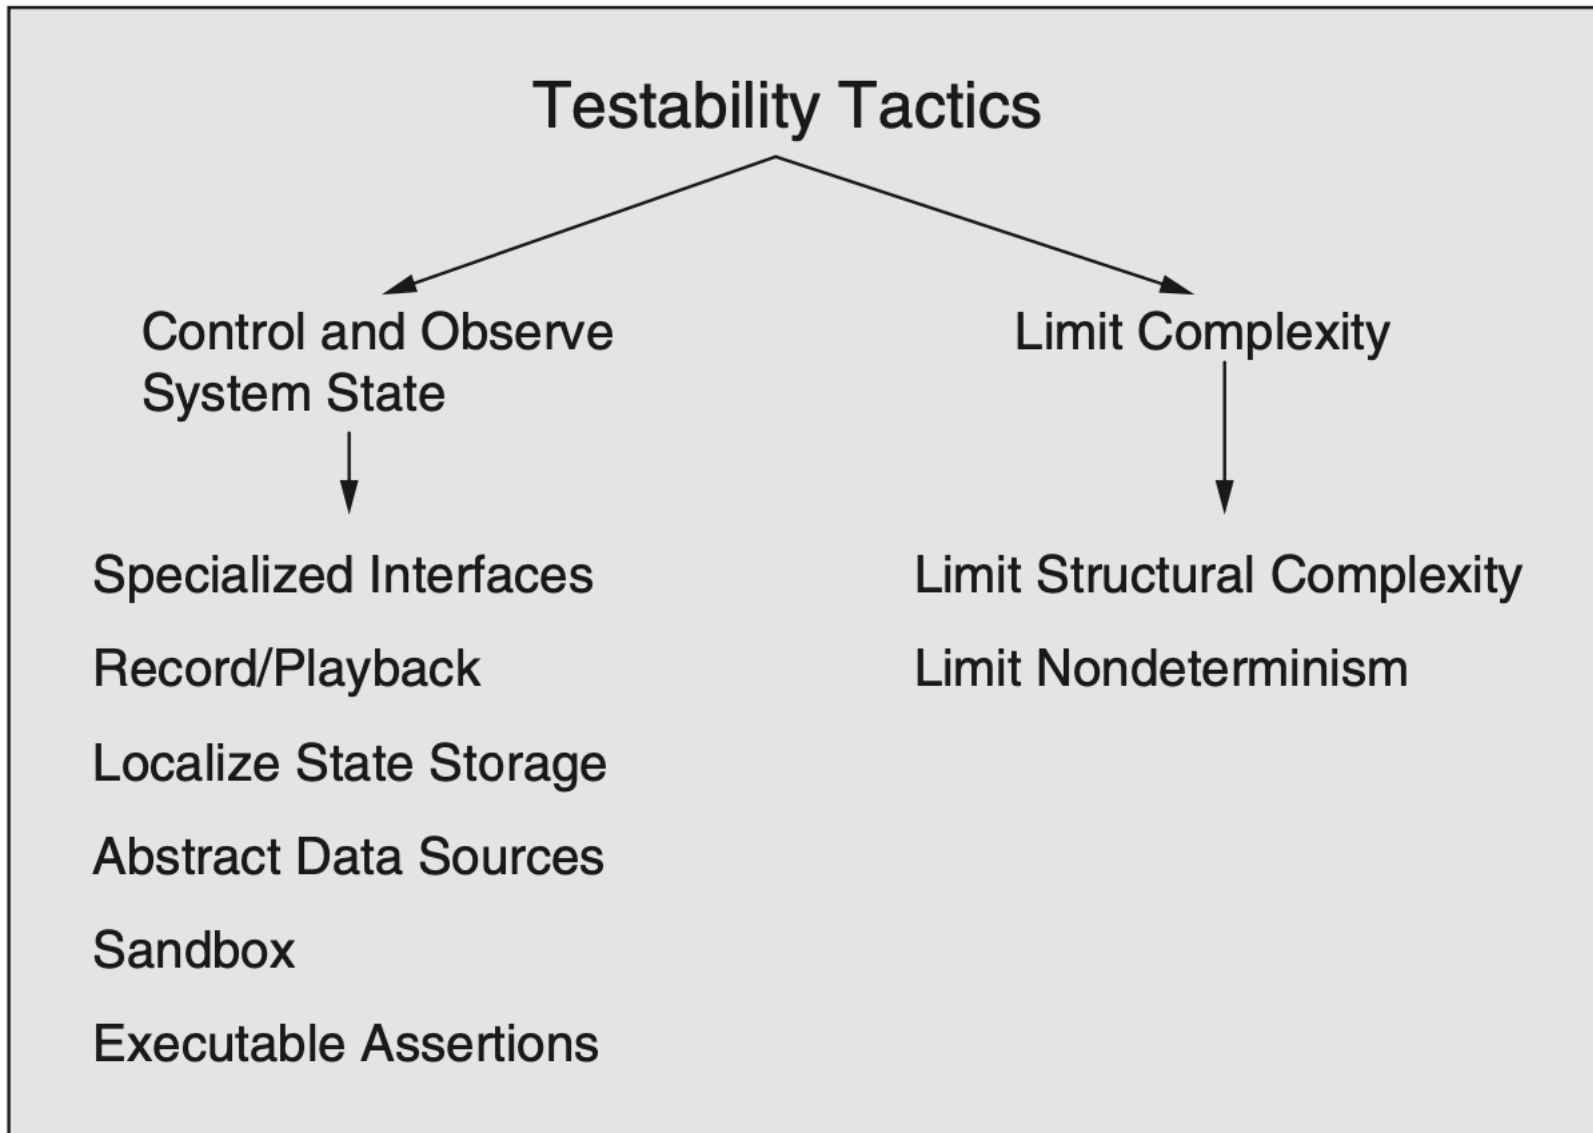 Testability Tactics
Control and Observe
System State
Limit Complexity
Specialized Interfaces
Record/Playback
Localize State Storage
Abstract Data Sources
Sandbox
Executable Assertions
Limit Structural Complexity
Limit Nondeterminism